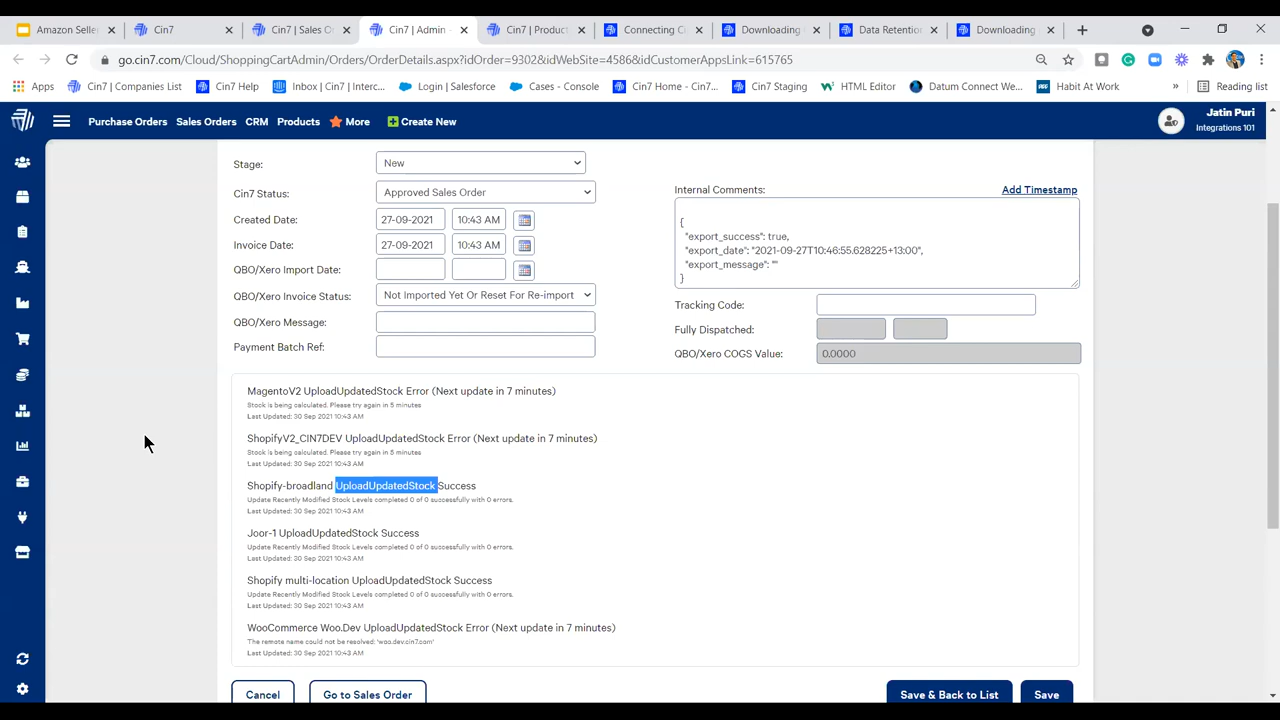 Amazon Selle
Cin7
Cin7 | Sales O
Cin7 | Admin -
Cin7 | Product
Connecting C
Downloading
Data Retentio
Downloading
go.cin7.com/Cloud/ShoppingCartAdmin/Orders/OrderDetails.aspx?idOrder=9302&idWebSite=4586&idCustomerAppsLink=615765
Apps
Cin7 | Companies List
Cin7 Help
Inbox | Cin7 | Interc...
Login | Salesforce
Cases - Console
Cin7 Home - Cin7...
Cin7 Staging
HTML Editor
Datum Connect We...
Habit At Work
»
Reading list
Purchase Orders
Sales Orders
CRM
Products
More
Create New
Jatin Puri
Integrations 101
Stage:
New
Cin7 Status:
Approved Sales Order
Created Date:
27-09-2021
10:43 AM
Invoice Date:
27-09-2021
10:43 AM
QBO/Xero Import Date:
QBO/Xero Invoice Status:
Not Imported Yet Or Reset For Re-import
QBO/Xero Message:
Payment Batch Ref:
Internal Comments:
Add Timestamp
{
"export_success": true,
"export_date": "2021-09-27T10:46:55.628225+13:00",
"export_message": ""
}
Tracking Code:
Fully Dispatched:
QBO/Xero COGS Value:
0.0000
MagentoV2 UploadUpdatedStock Error (Next update in 7 minutes)
Stock is being calculated. Please try again in 5 minutes
Last Updated: 30 Sep 2021 10:43 AM
ShopifyV2_CIN7DEV UploadUpdatedStock Error (Next update in 7 minutes)
Stock is being calculated. Please try again in 5 minutes
Last Updated: 30 Sep 2021 10:43 AM
Shopify-broadland UploadUpdatedStock Success
Update Recently Modified Stock Levels completed 0 of 0 successfully with 0 errors.
Last Updated: 30 Sep 2021 10:43 AM
Joor-1 UploadUpdatedStock Success
Update Recently Modified Stock Levels completed 0 of 0 successfully with 0 errors.
Last Updated: 30 Sep 2021 10:43 AM
Shopify multi-location UploadUpdatedStock Success
Update Recently Modified Stock Levels completed 0 of 0 successfully with 0 errors.
Last Updated: 30 Sep 2021 10:43 AM
WooCommerce Woo.Dev UploadUpdatedStock Error (Next update in 7 minutes)
The remote name could not be resolved: 'woo.dev.cin7.com'
Last Updated: 30 Sep 2021 10:43 AM
Cancel
Go to Sales Order
Save & Back to List
Save